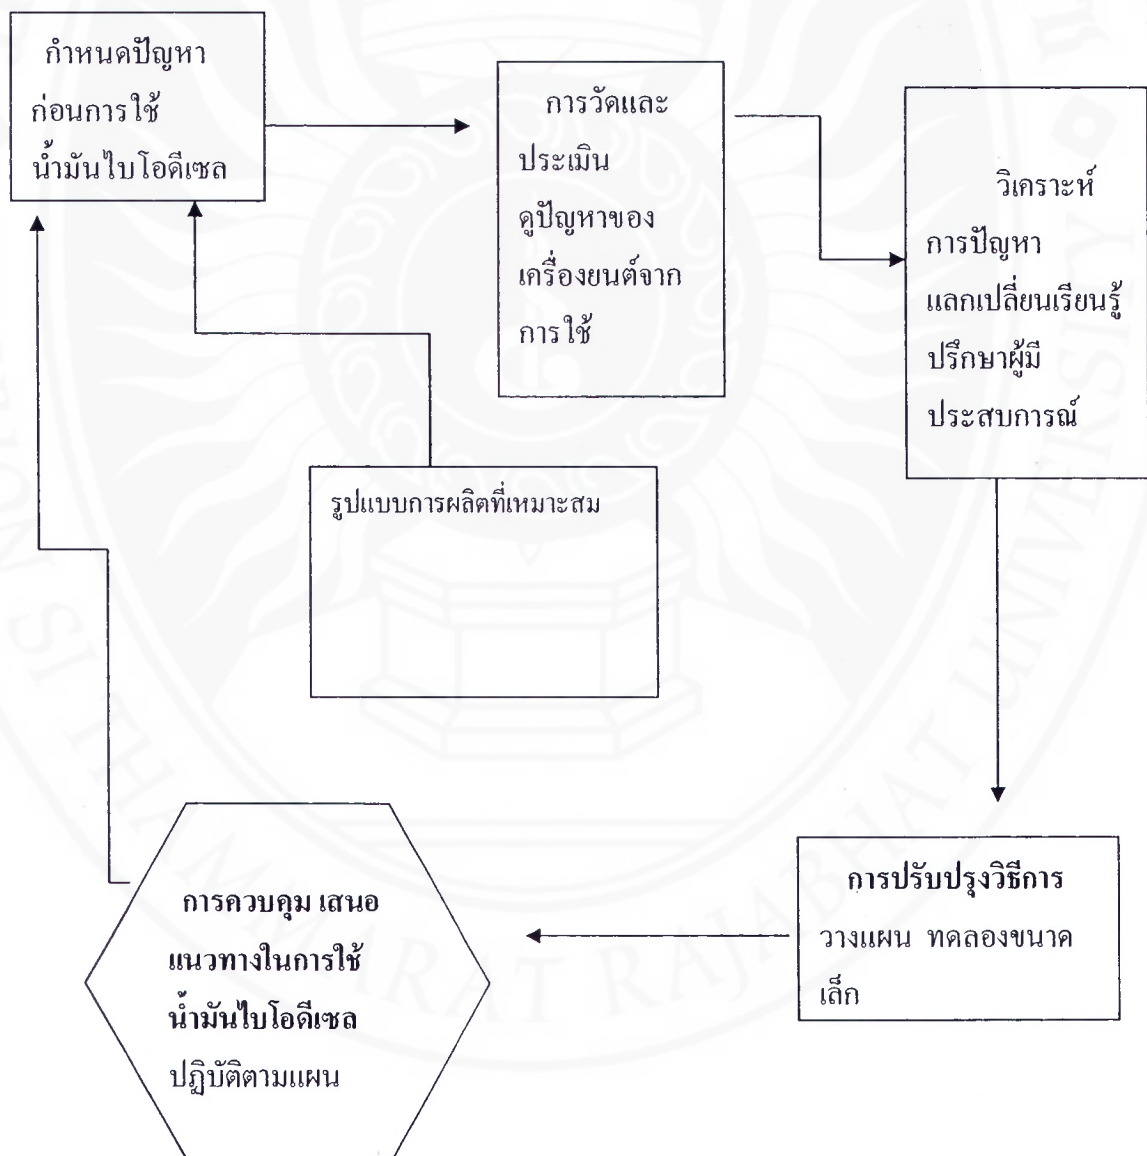 กำหนดปัญหา
ก่อนการใช้
น้ำมันไบโอดีเซล
การวัดและ
ประเมิน
ดูปัญหาของ
เครื่องยนต์จาก
การใช้
วิเคราะห์
การปัญหา
แลกเปลี่ยนเรียนรู้
ปรึกษาผู้มี
ประสบการณ์
รูปแบบการผลิตที่เหมาะสม
การปรับปรุงวิธีการ
วางแผน ทดลองขนาด
เล็ก
การควบคุม เสนอ
แนวทางในการใช้
น้ำมันไบโอดีเซล
ปฏิบัติตามแผน
SI THAMMARAT RAJABHAT UNIVERSITY